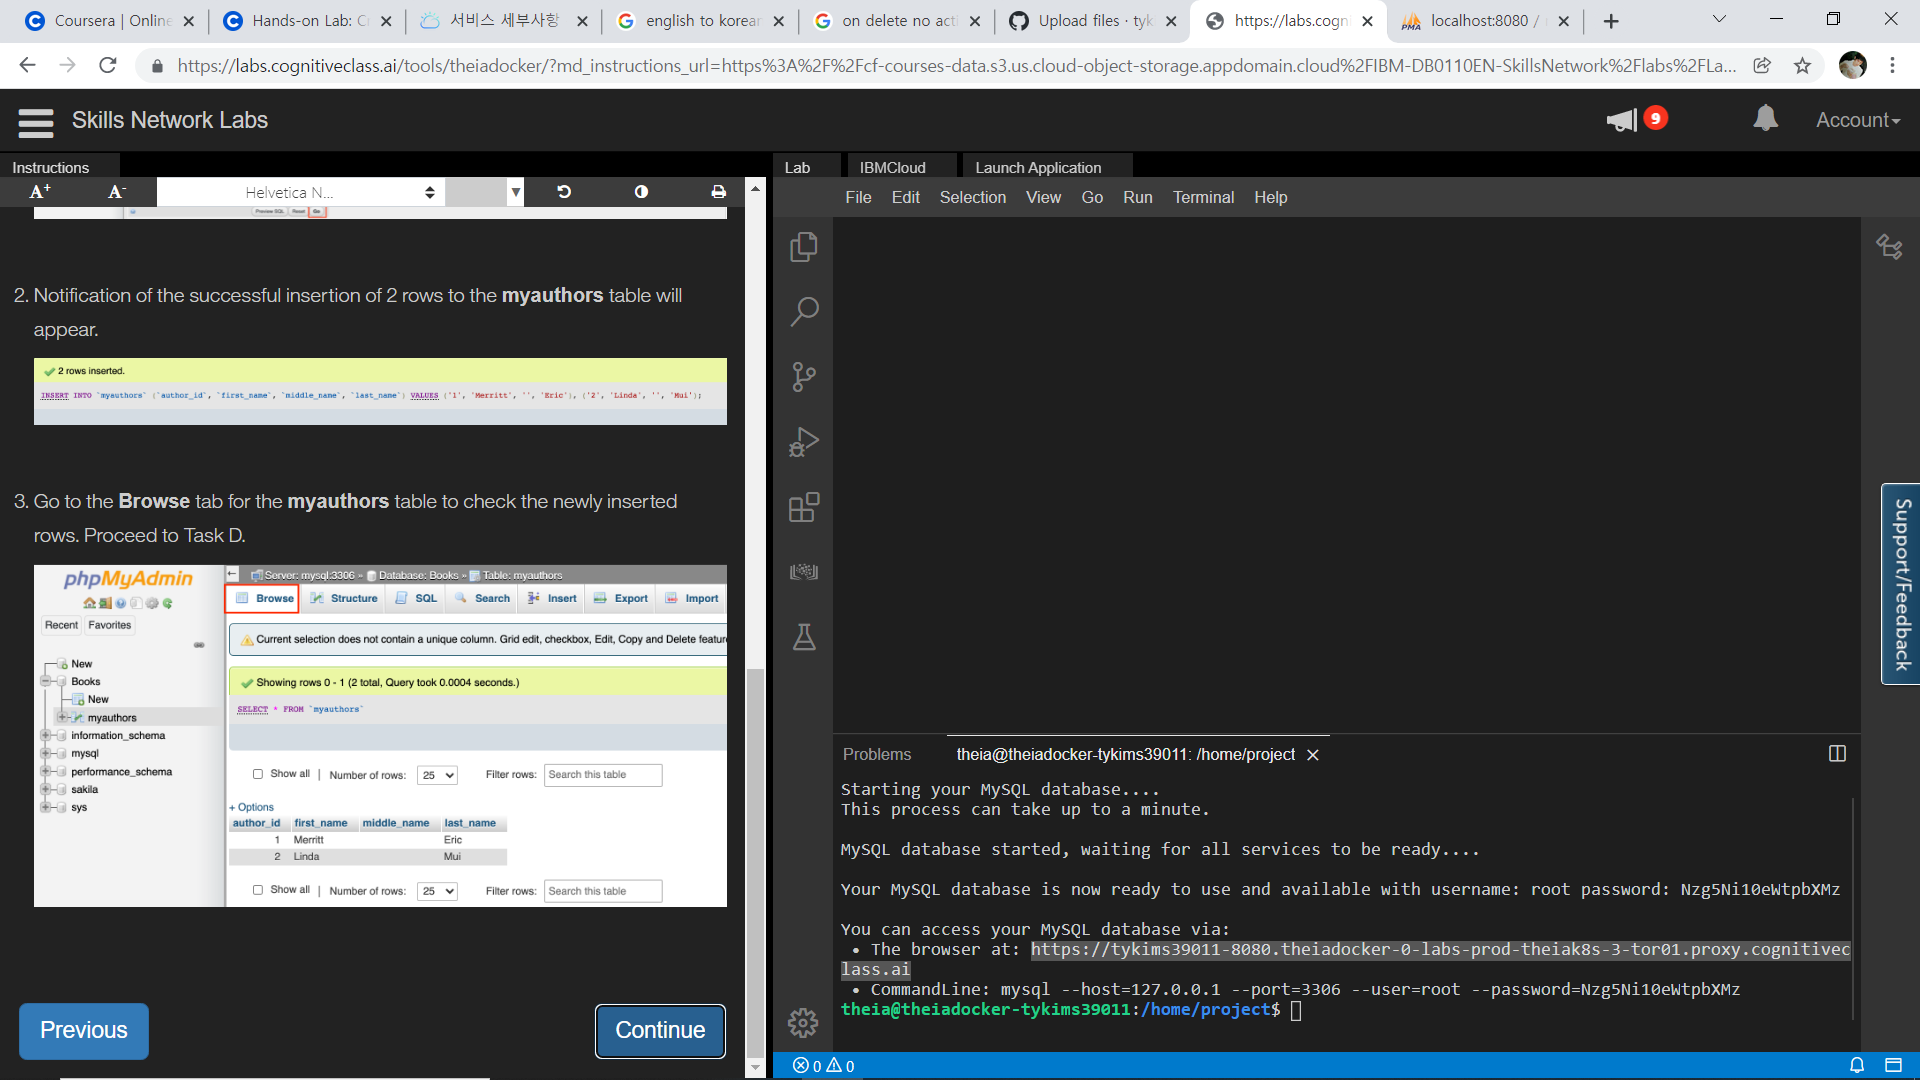 Coursera | Online
Hands-on Lab: C
서비스 세부사항
english to korean
on delete no acti
Upload files · tyk
https://labs.cogni
localhost:8080 /
https://labs.cognitiveclass.ai/tools/theiadocker/?md_instructions_url=https%3A%2F%2Fcf-courses-data.s3.us.cloud-object-storage.appdomain.cloud%2FIBM-DB0110EN-SkillsNetwork%2Flabs%2FLa...
Skills Network Labs
9
Account
Instructions
Lab
IBMCloud
Launch Application
A+
A-
Helvetica N...
File Edit Selection View Go Run Terminal Help
Preview SQL Reset Go
2. Notification of the successful insertion of 2 rows to the myauthors table will
appear.
2 rows inserted.
INSERT INTO `myauthors` (`author_id`, `first_name`, `middle_name`, `last_name`) VALUES ('1', 'Merritt', '', 'Eric'), ('2', 'Linda', '', 'Mui');
3. Go to the Browse tab for the myauthors table to check the newly inserted
rows. Proceed to Task D.
phpMyAdmin
Recent Favorites
New
Books
New
myauthors
information_schema
mysql
performance_schema
sakila
sys
Server: mysql:3306 » Database: Books » Table: myauthors
Browse Structure SQL Search Insert Export Import
Current selection does not contain a unique column. Grid edit, checkbox, Edit, Copy and Delete featur
Showing rows 0 - 1 (2 total, Query took 0.0004 seconds.)
SELECT * FROM `myauthors`
Show all | Number of rows: 25 Filter rows: Search this table
+ Options
author_id first_name middle_name last_name
1 Merritt Eric
2 Linda Mui
Show all | Number of rows: 25 Filter rows: Search this table
Previous
Continue
Support/Feedback
Problems
theia@theiadocker-tykims39011: /home/project
Starting your MySQL database....
This process can take up to a minute.
MySQL database started, waiting for all services to be ready....
Your MySQL database is now ready to use and available with username: root password: Nzg5Ni10eWtpbXMz
You can access your MySQL database via:
• The browser at: https://tykims39011-8080.theiadocker-0-labs-prod-theiak8s-3-tor01.proxy.cognitivec
lass.ai
• CommandLine: mysql --host=127.0.0.1 --port=3306 --user=root --password=Nzg5Ni10eWtpbXMz
theia@theiadocker-tykims39011:/home/project$
0 0